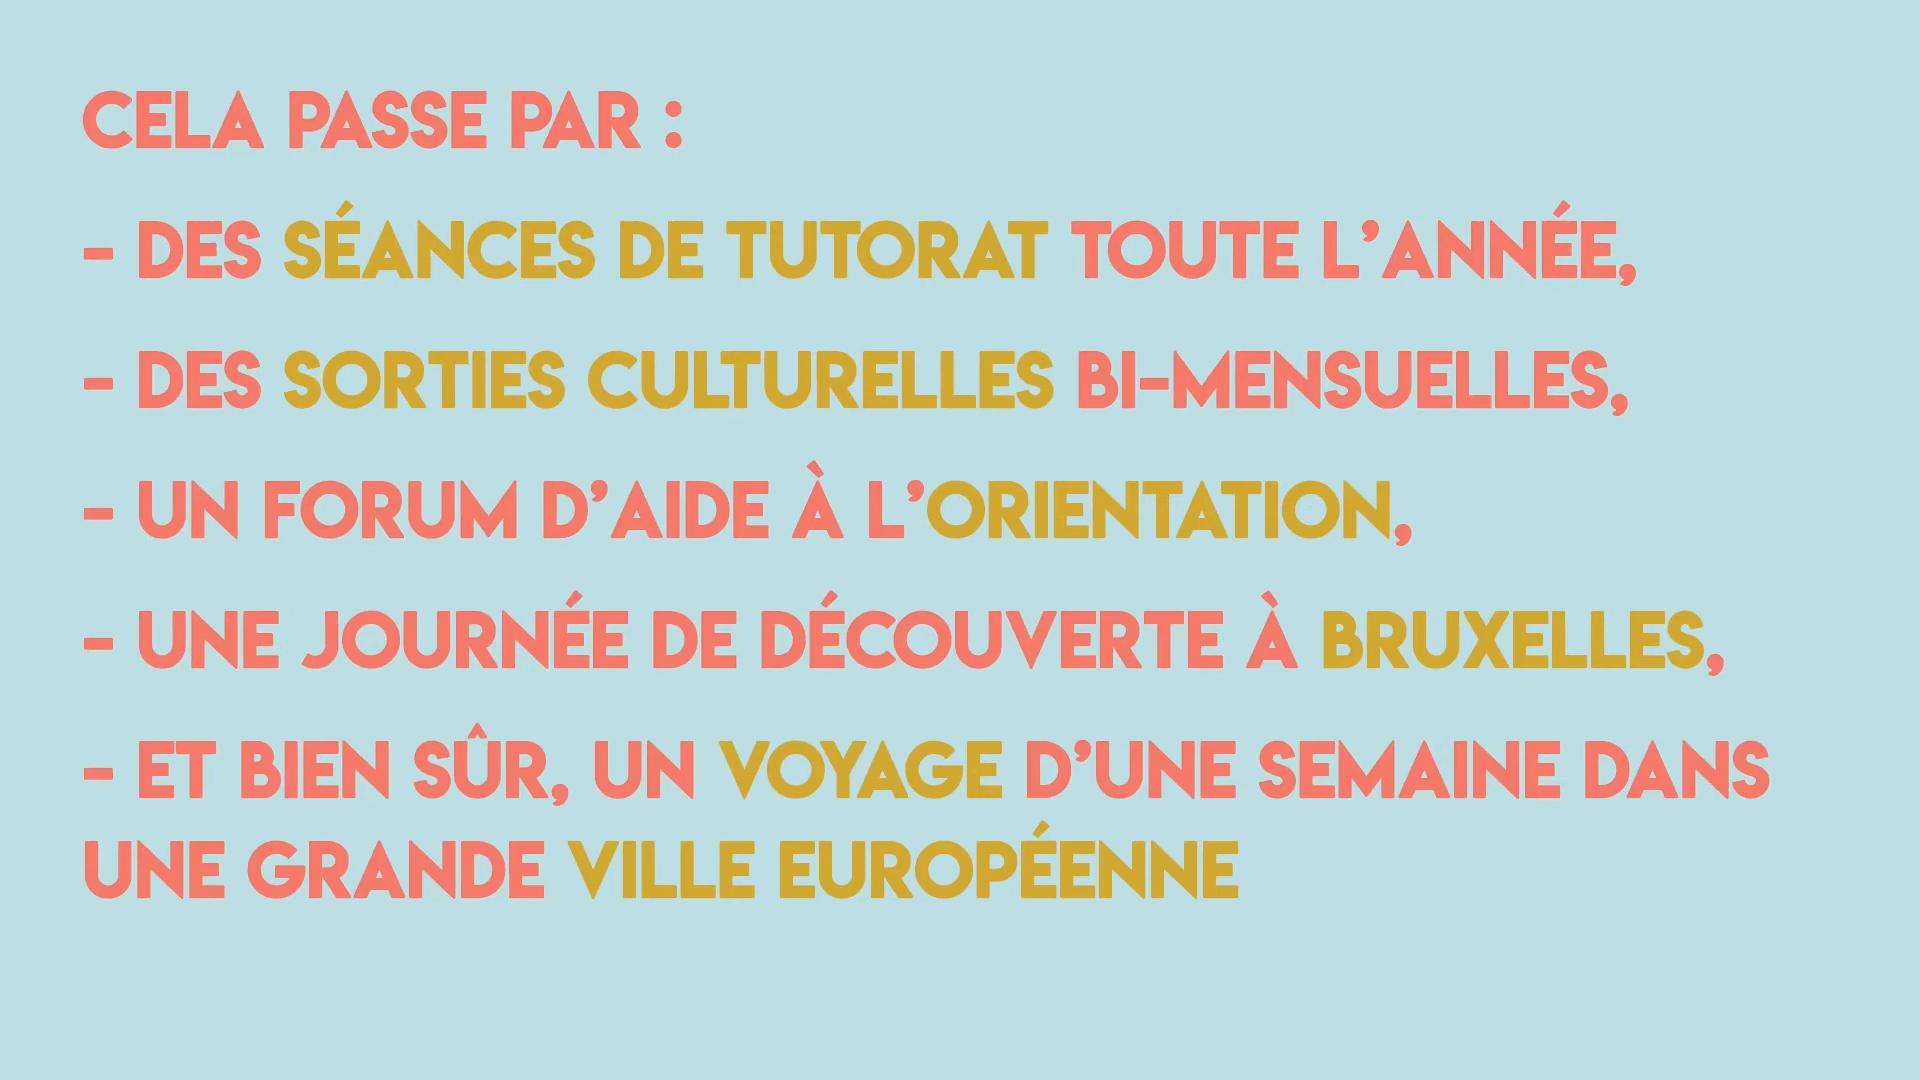 CELA PASSE PAR :
- DES SÉANCES DE TUTORAT TOUTE L’ANNÉE,
- DES SORTIES CULTURELLES BI-MENSUELLES,
- UN FORUM D’AIDE À L’ORIENTATION,
- UNE JOURNÉE DE DÉCOUVERTE À BRUXELLES,
- ET BIEN SÛR, UN VOYAGE D’UNE SEMAINE DANS
UNE GRANDE VILLE EUROPÉENNE